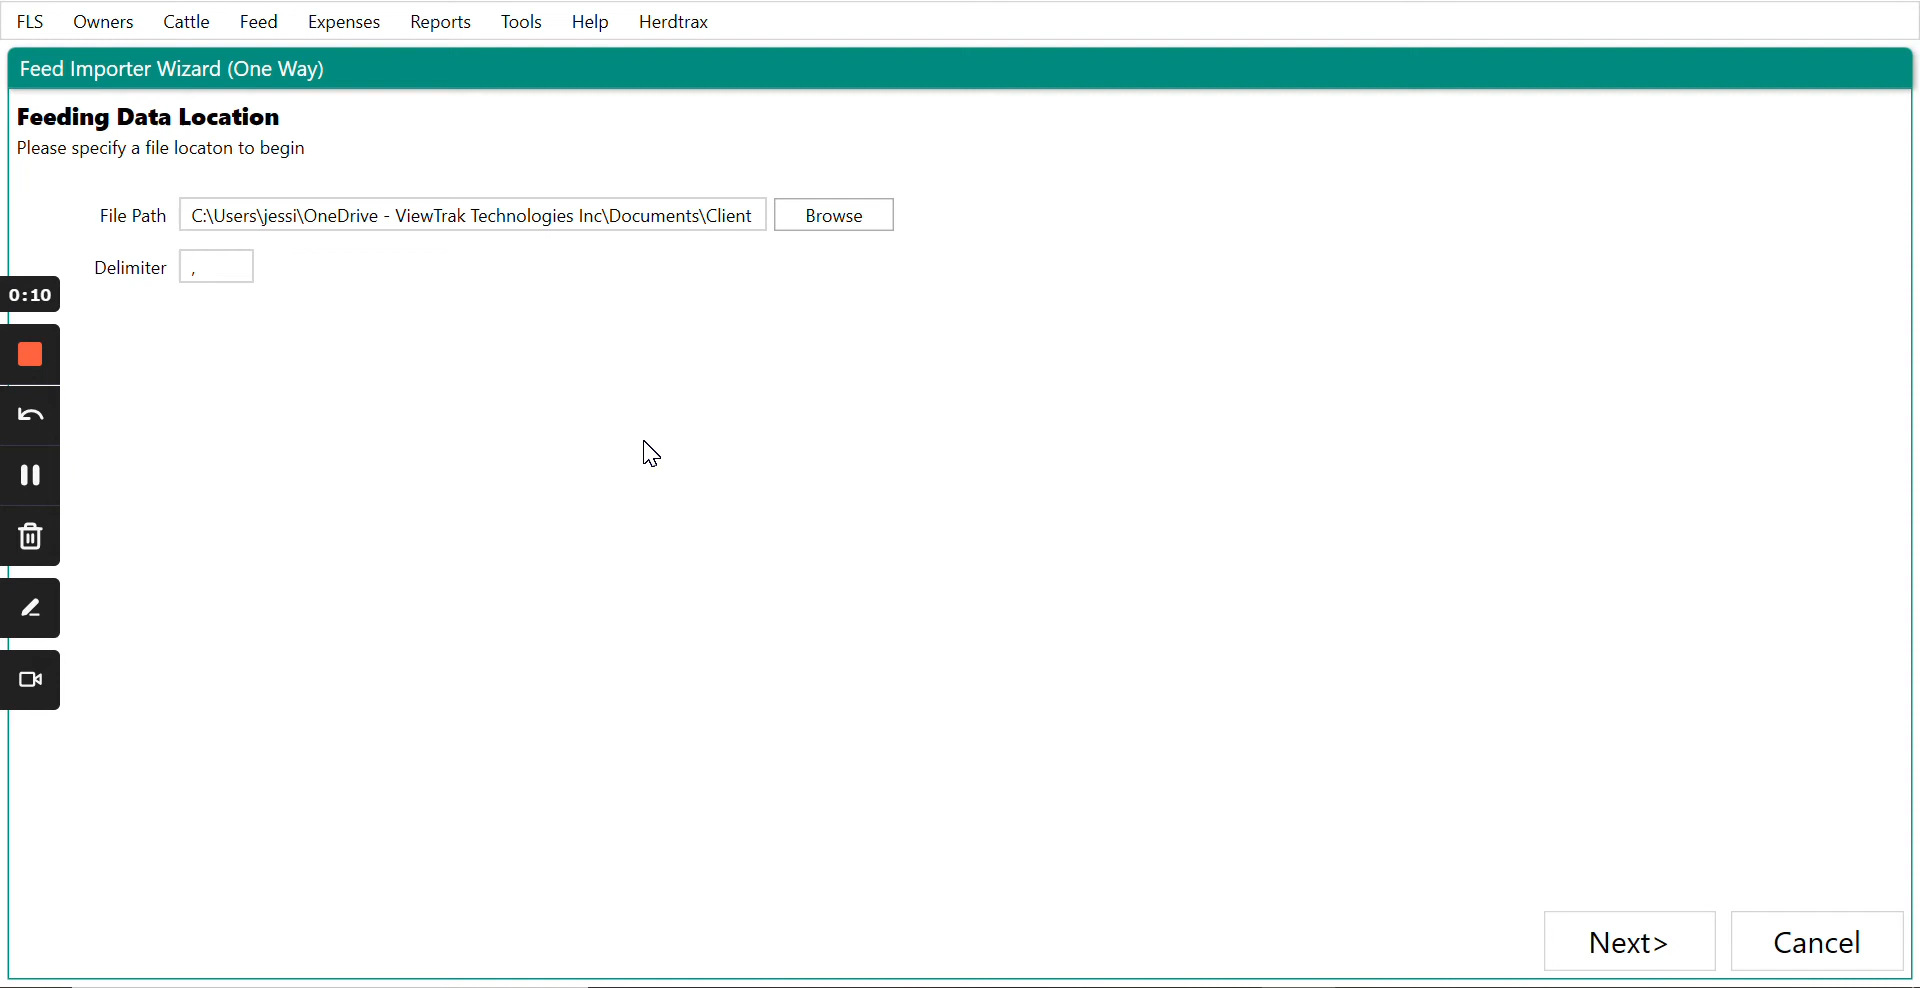 FLS Owners Cattle Feed Expenses Reports Tools Help Herdtrax
Feed Importer Wizard (One Way)
Feeding Data Location
Please specify a file locaton to begin
File Path C:\Users\jessi\OneDrive - ViewTrak Technologies Inc\Documents\Client Browse
Delimiter ,
0:10
Next> Cancel